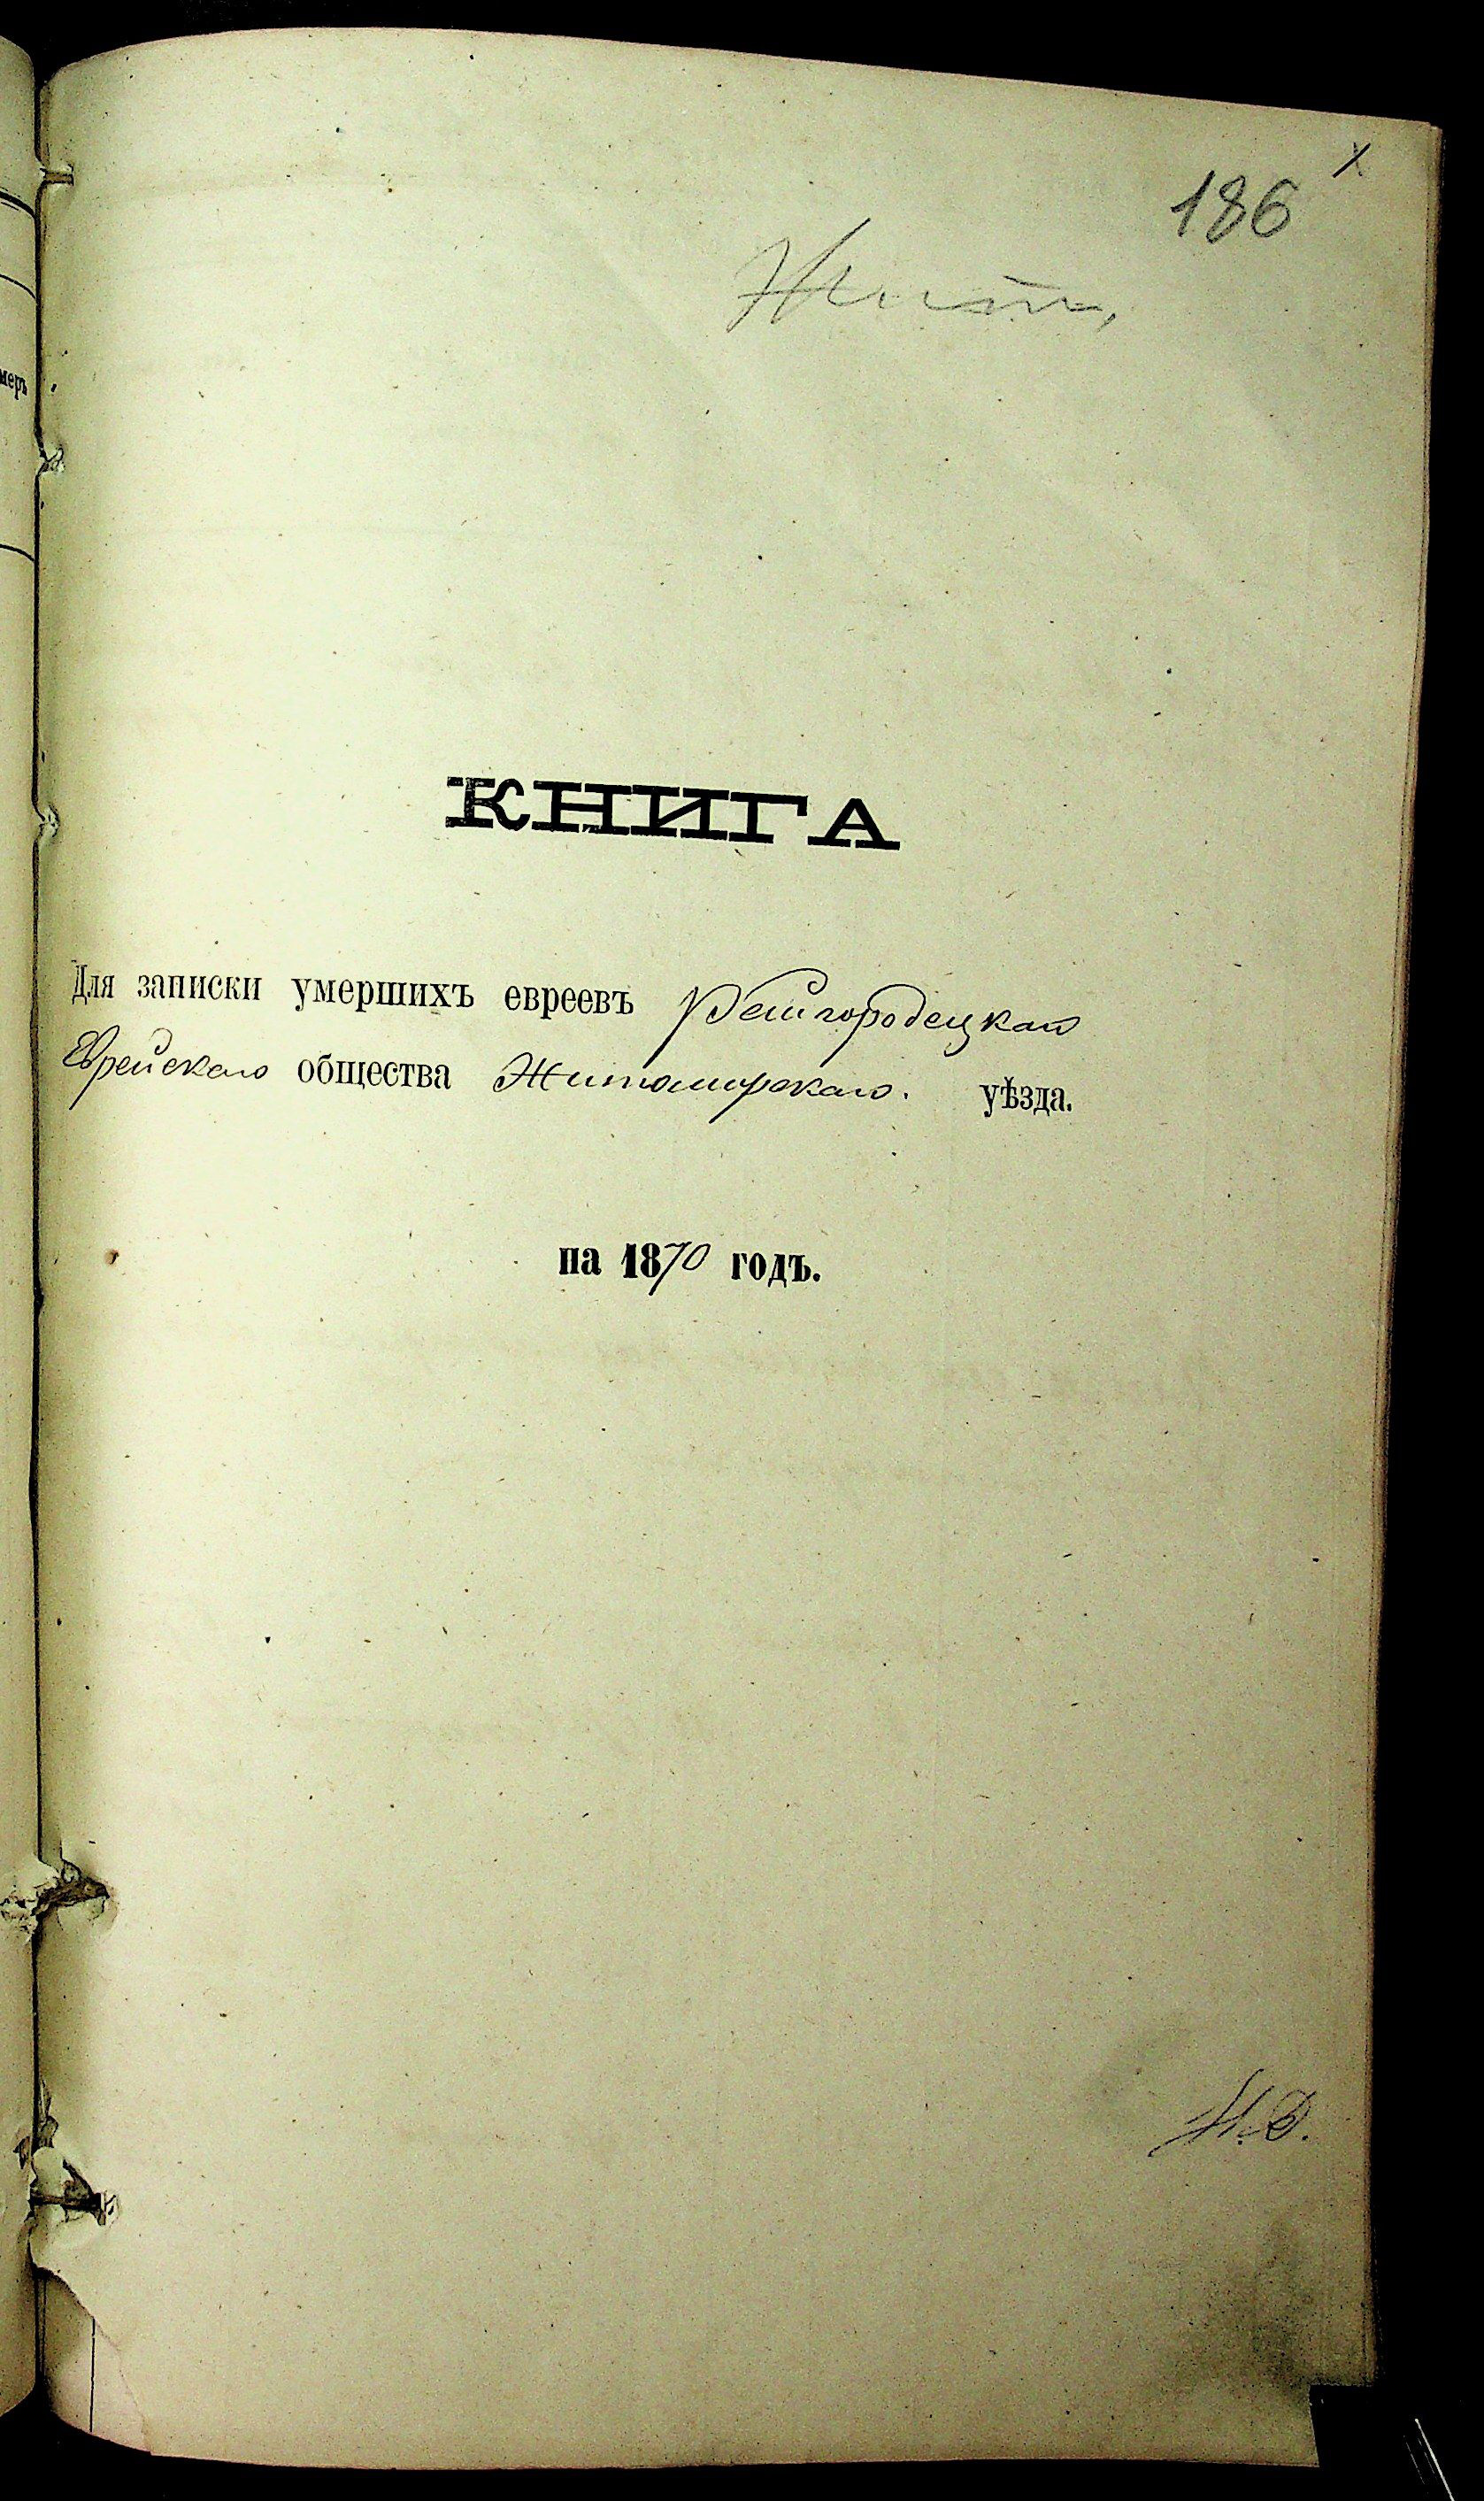 186
КНИГА
Для записки умершихъ евреевъ Рейгородецкаго
Еврейскаго общества Житомирскаго. уѣзда.
на 1870 годъ.